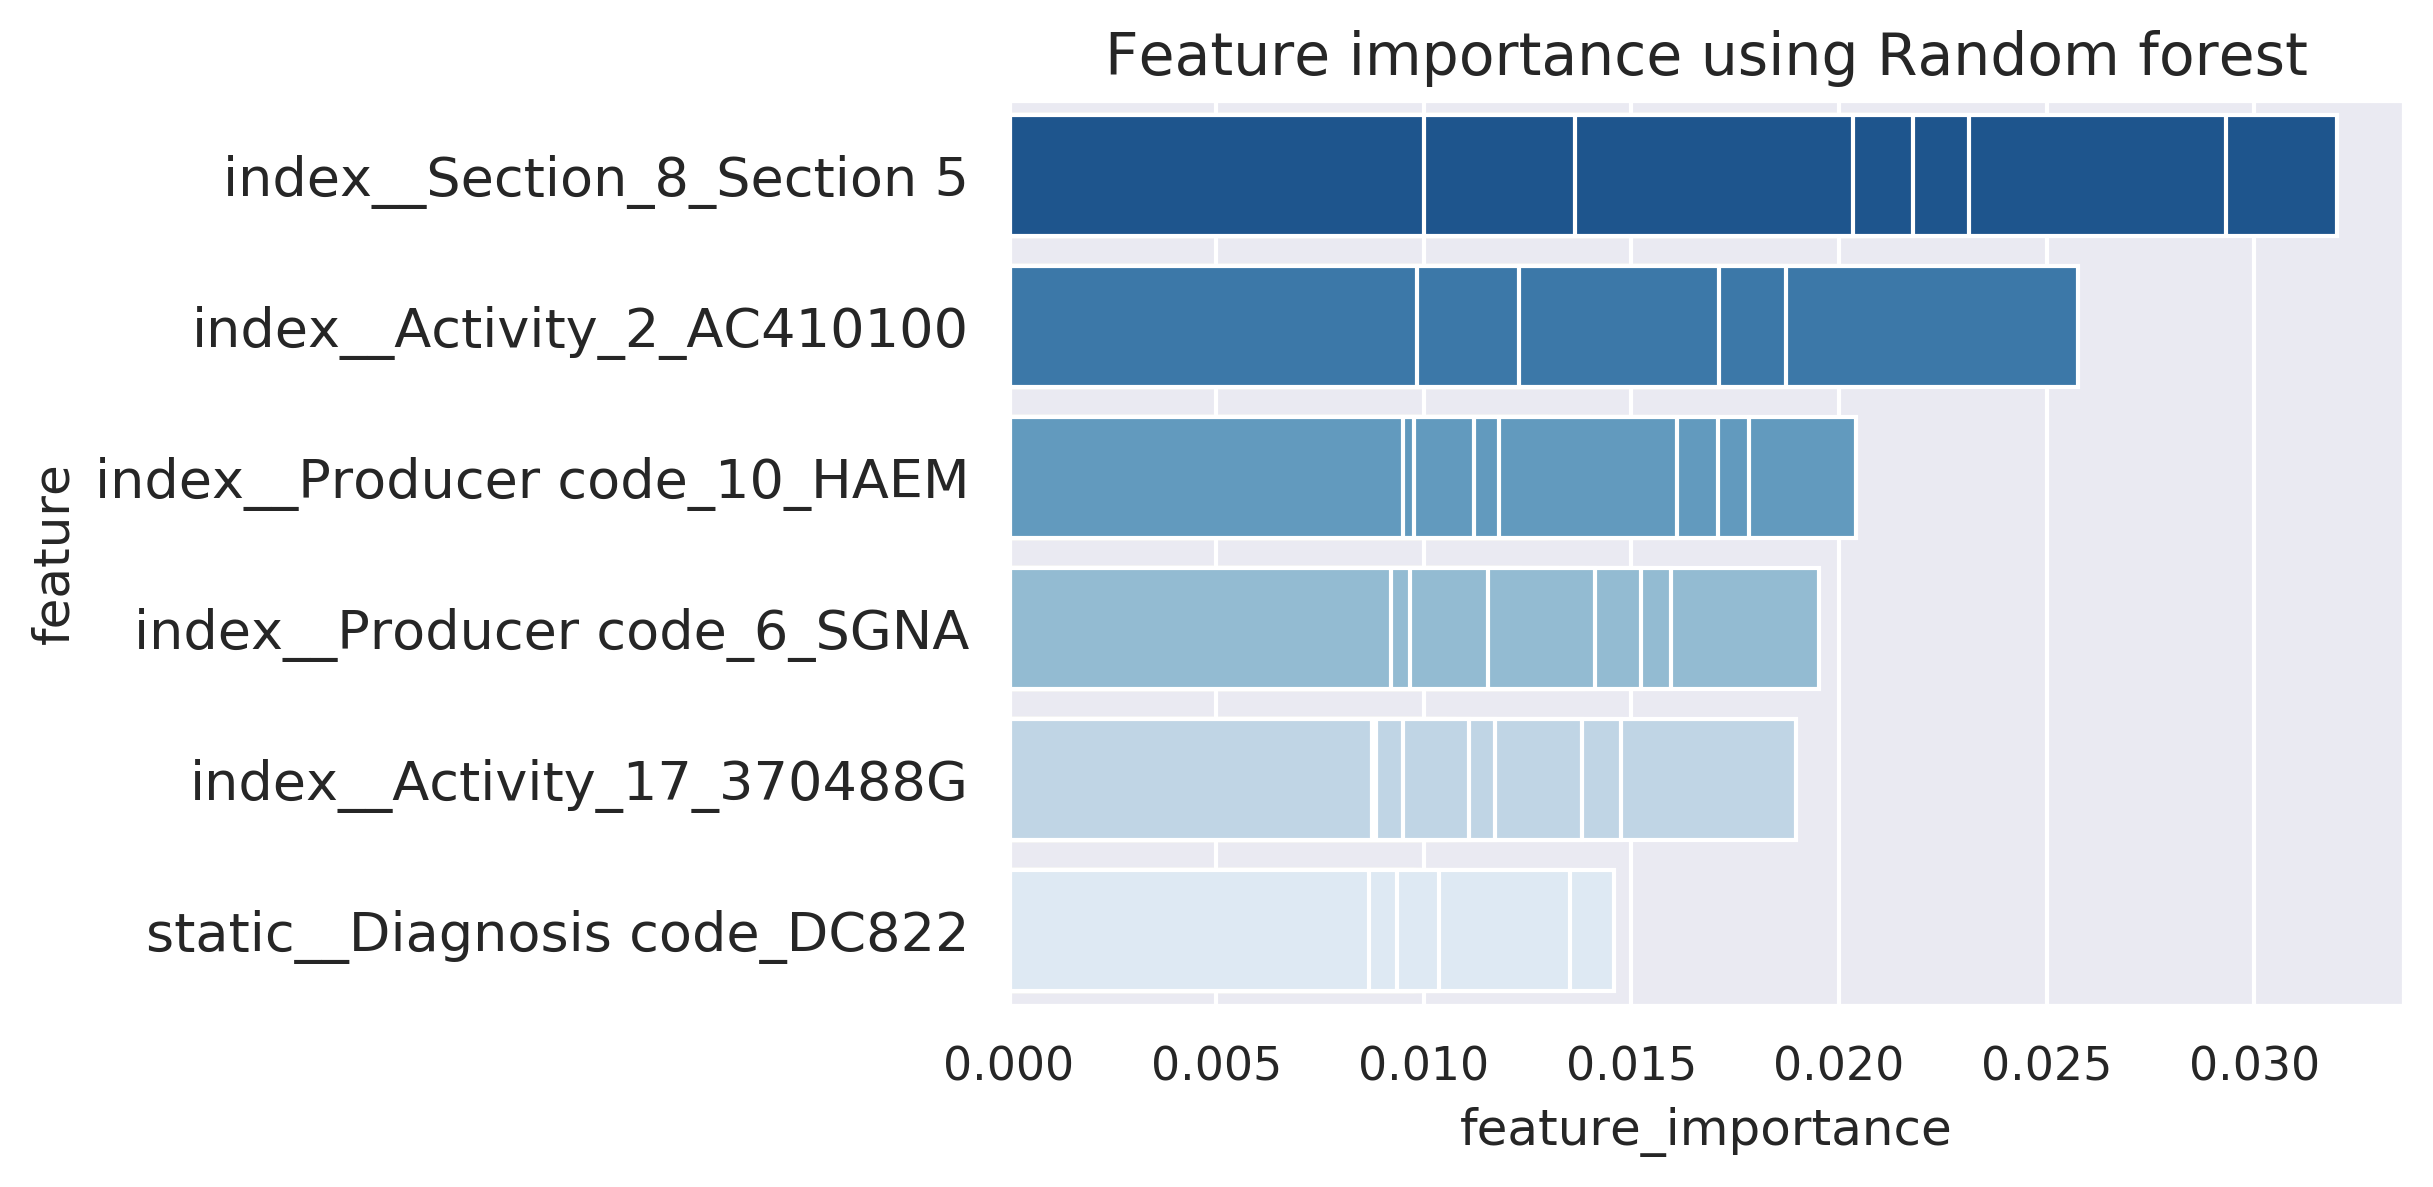 Feature importance using Random forest
feature
index__Section_8_Section 5
index__Activity_2_AC410100
index__Producer code_10_HAEM
index__Producer code_6_SGNA
index__Activity_17_370488G
static__Diagnosis code_DC822
0.000 0.005 0.010 0.015 0.020 0.025 0.030
feature_importance